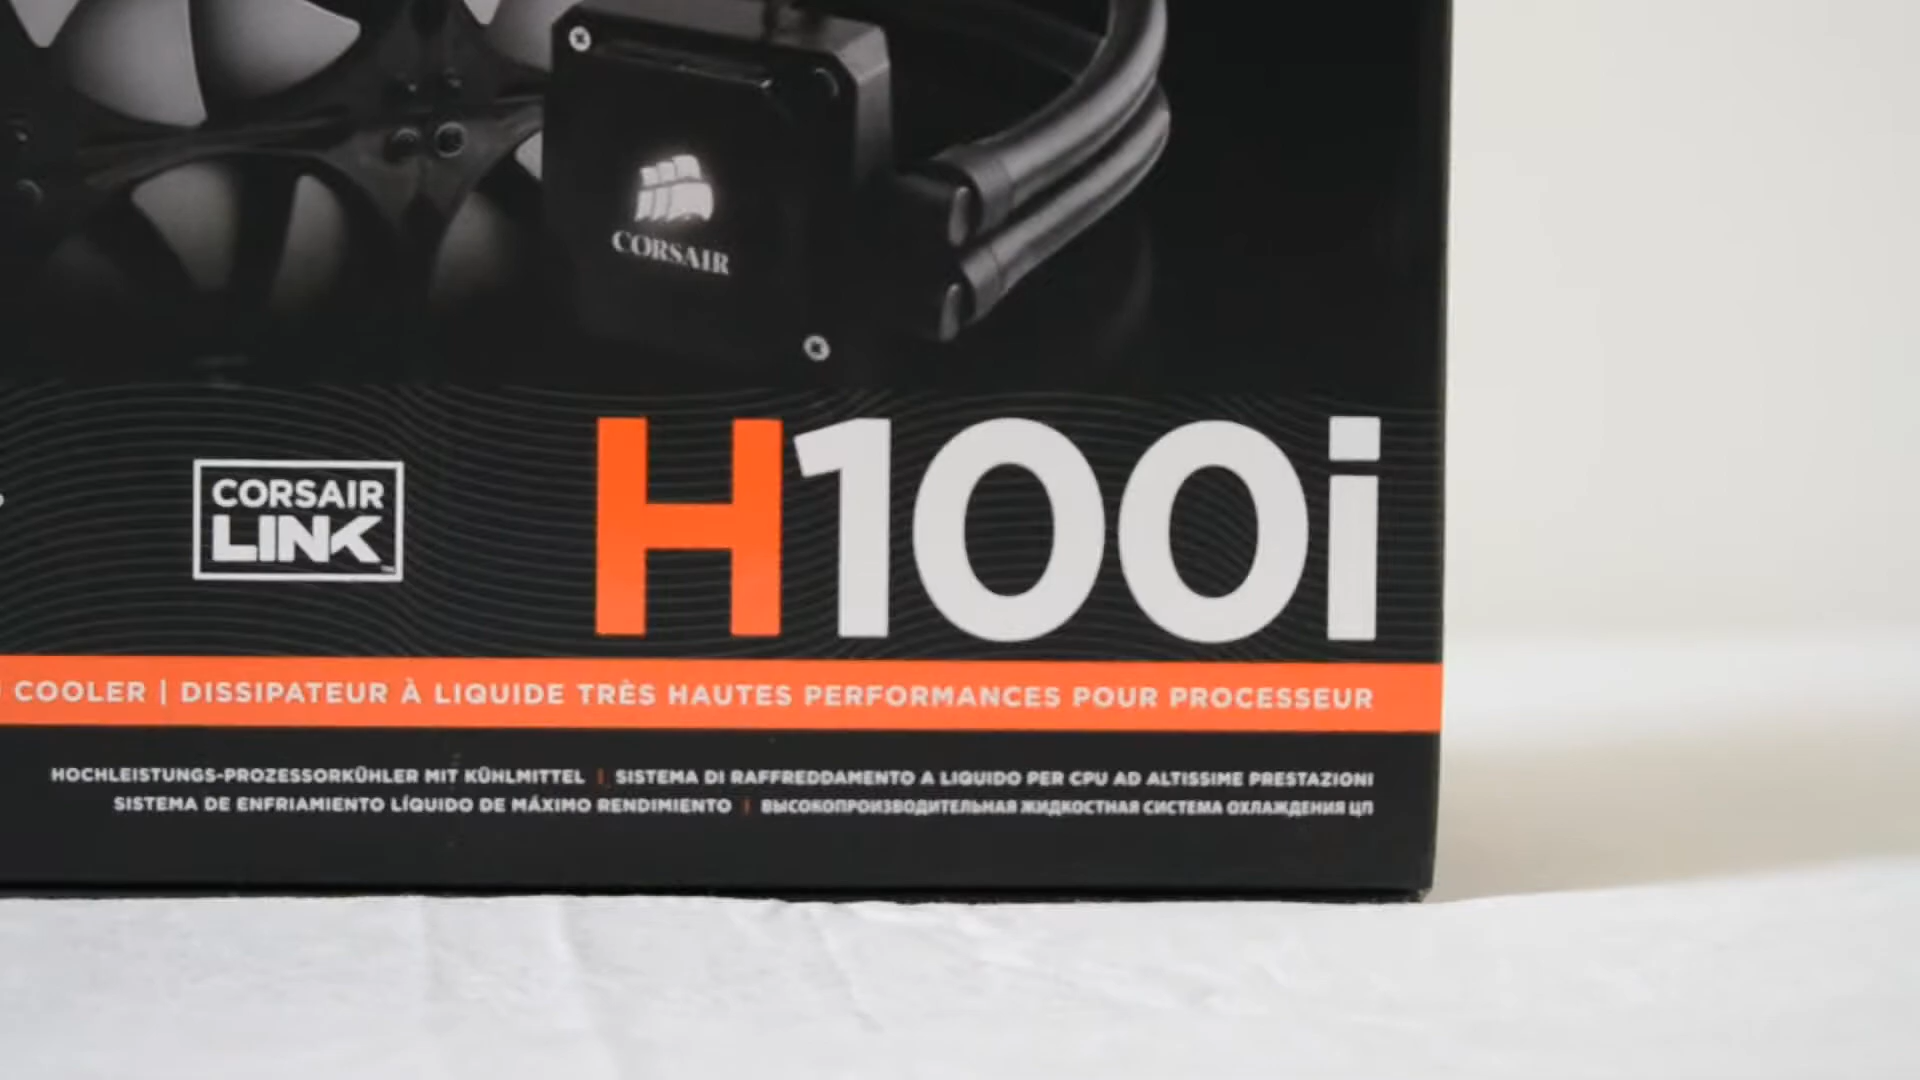 CORSAIR
CORSAIR
LINK™
H100i
COOLER | DISSIPATEUR À LIQUIDE TRÈS HAUTES PERFORMANCES POUR PROCESSEUR
HOCHLEISTUNGS-PROZESSORKÜHLER MIT KÜHLMITTEL | SISTEMA DI RAFFREDDAMENTO A LIQUIDO PER CPU AD ALTISSIME PRESTAZIONI
SISTEMA DE ENFRIAMIENTO LÍQUIDO DE MÁXIMO RENDIMIENTO | ВЫСОКОПРОИЗВОДИТЕЛЬНАЯ ЖИДКОСТНАЯ СИСТЕМА ОХЛАЖДЕНИЯ ЦП